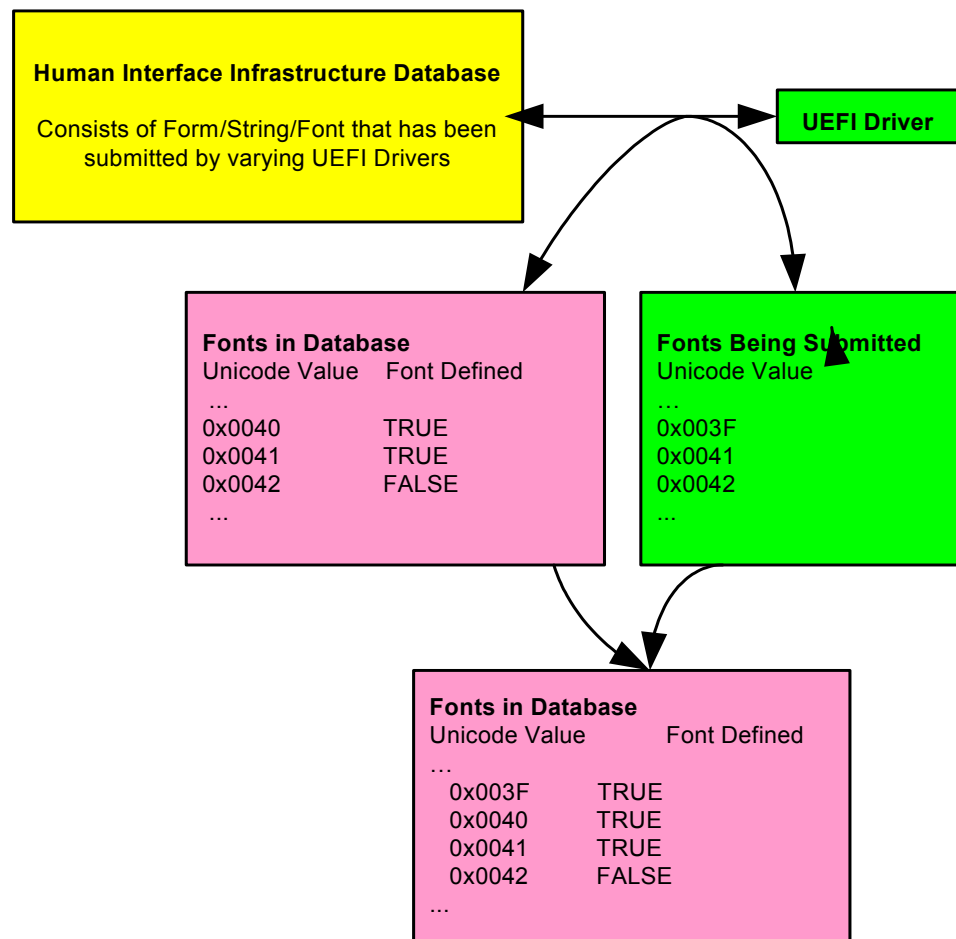 Human Interface Infrastructure Database
Consists of Form/String/Font that has been
submitted by varying UEFI Drivers
UEFI Driver
Fonts in Database
Unicode Value Font Defined
...
0x0040 TRUE
0x0041 TRUE
0x0042 FALSE
...
Fonts Being Submitted
Unicode Value
...
0x003F
0x0041
0x0042
...
Fonts in Database
Unicode Value Font Defined
...
0x003F TRUE
0x0040 TRUE
0x0041 TRUE
0x0042 FALSE
...